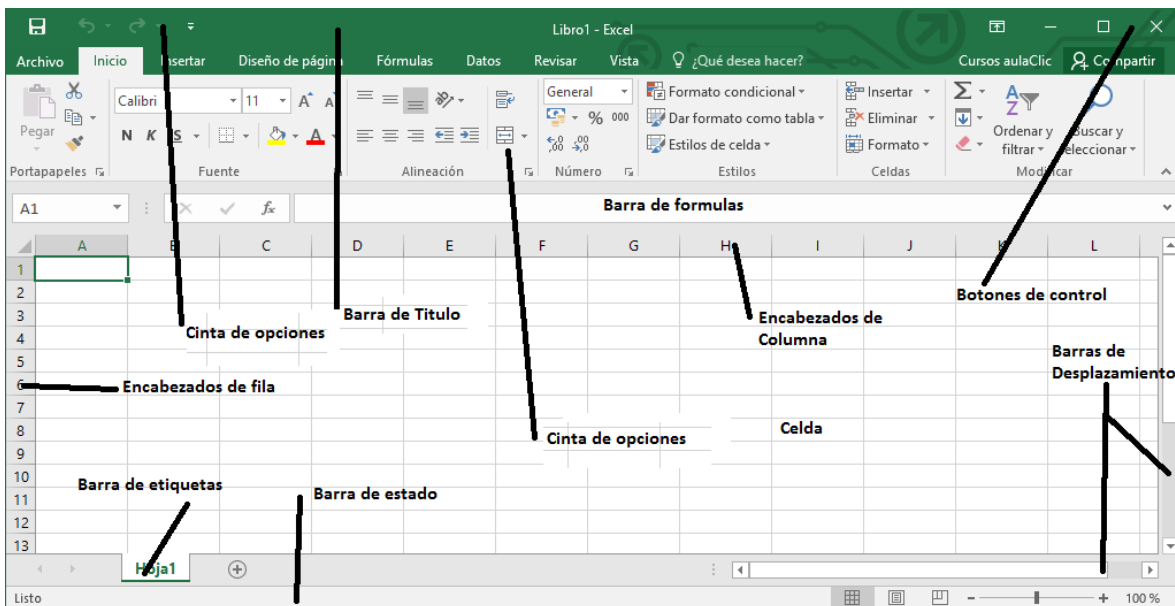 Libro1 - Excel
Archivo Inicio Insertar Diseño de página Fórmulas Datos Revisar Vista ¿Qué desea hacer? Cursos aulaClic Compartir
Pegar
Calibri 11 A A
N K S A
General
% 000
Formato condicional
Dar formato como tabla
Estilos de celda
Insertar
Eliminar
Formato
Σ
Ordenar y filtrar
Buscar y seleccionar
Portapapeles Fuente Alineación Número Estilos Celdas Modificar
A1 fx Barra de formulas
A B C D E F G H I J K L
1
2
Botones de control
3 Barra de Titulo Encabezados de
4 Cinta de opciones Columna
5 Barras de
6 Encabezados de fila Desplazamiento
7
8 Cinta de opciones Celda
9
10 Barra de etiquetas
11 Barra de estado
12
13
Hoja1
Listo 100 %